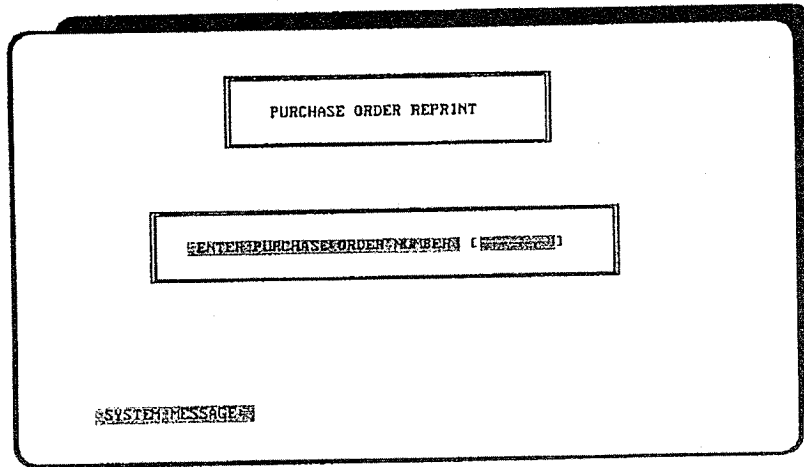 PURCHASE ORDER REPRINT
ENTER PURCHASE ORDER NUMBER [ ]
SYSTEM MESSAGE